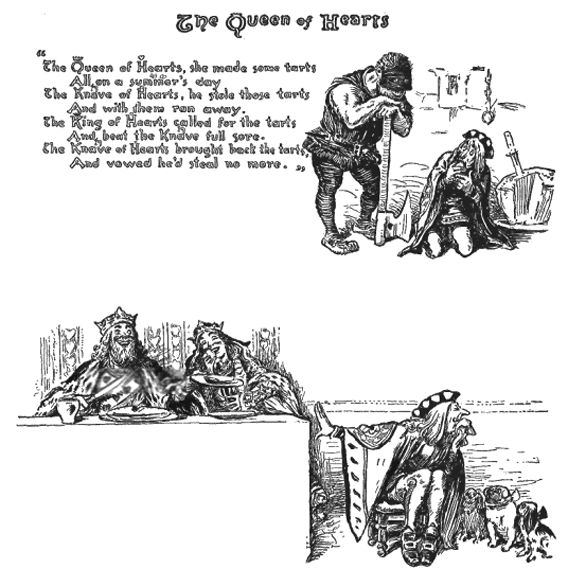 The Queen of Hearts
“The Queen of Hearts, she made some tarts
All on a summer's day
The Knave of Hearts, he stole those tarts
And with them ran away.
The King of Hearts called for the tarts
And beat the Knave full sore.
The Knave of Hearts brought back the tarts,
And vowed he'd steal no more.”